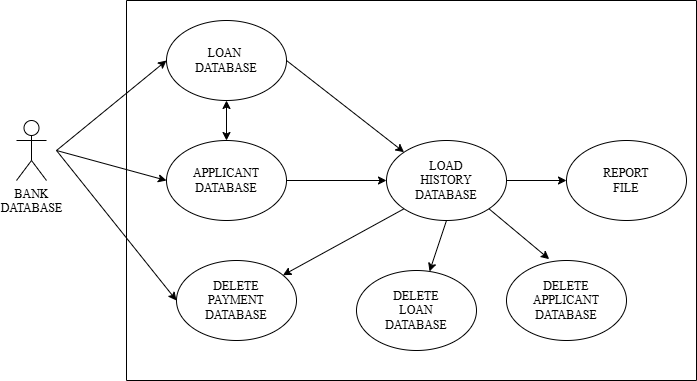 LOAN
DATABASE
BANK
DATABASE
APPLICANT
DATABASE
LOAD
HISTORY
DATABASE
REPORT
FILE
DELETE
PAYMENT
DATABASE
DELETE
LOAN
DATABASE
DELETE
APPLICANT
DATABASE